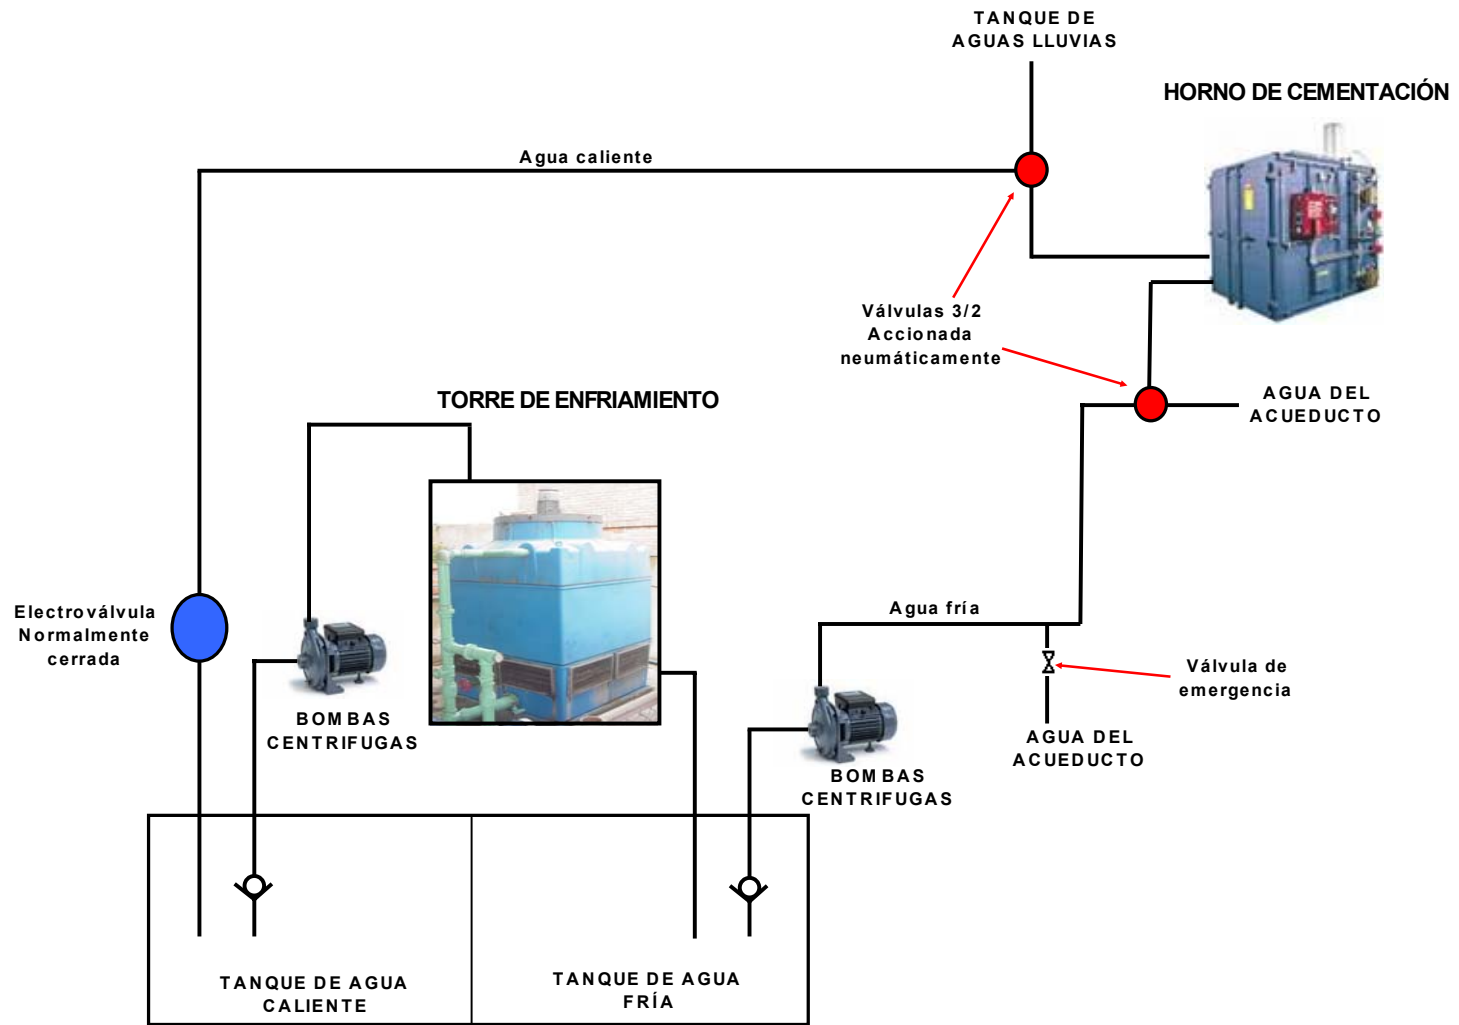 TANQUE DE
AGUAS LLUVIAS
HORNO DE CEMENTACIÓN
Agua caliente
Válvulas 3/2
Accionada
neumáticamente
AGUA DEL
ACUEDUCTO
TORRE DE ENFRIAMIENTO
Electroválvula
Normalmente
cerrada
Agua fría
Válvula de
emergencia
BOMBAS
CENTRIFUGAS
AGUA DEL
ACUEDUCTO
BOMBAS
CENTRIFUGAS
TANQUE DE AGUA
CALIENTE
TANQUE DE AGUA
FRÍA